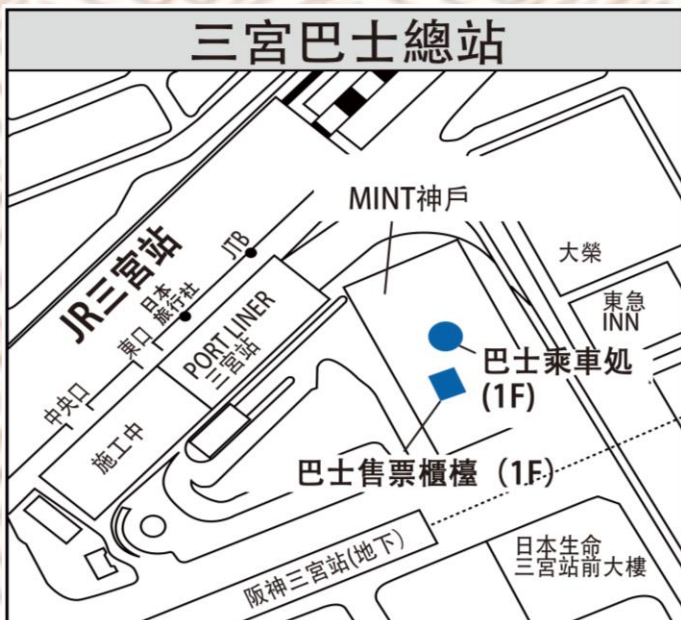 三宮巴士總站
MINT神戶
JTB
大榮
JR三宮站
日本
旅行社
東急
INN
東口
PORT LINER
三宮站
巴士乘車処
(1F)
中央口
施工中
巴士售票櫃檯（1F）
日本生命
三宮站前大樓
阪神三宮站(地下）